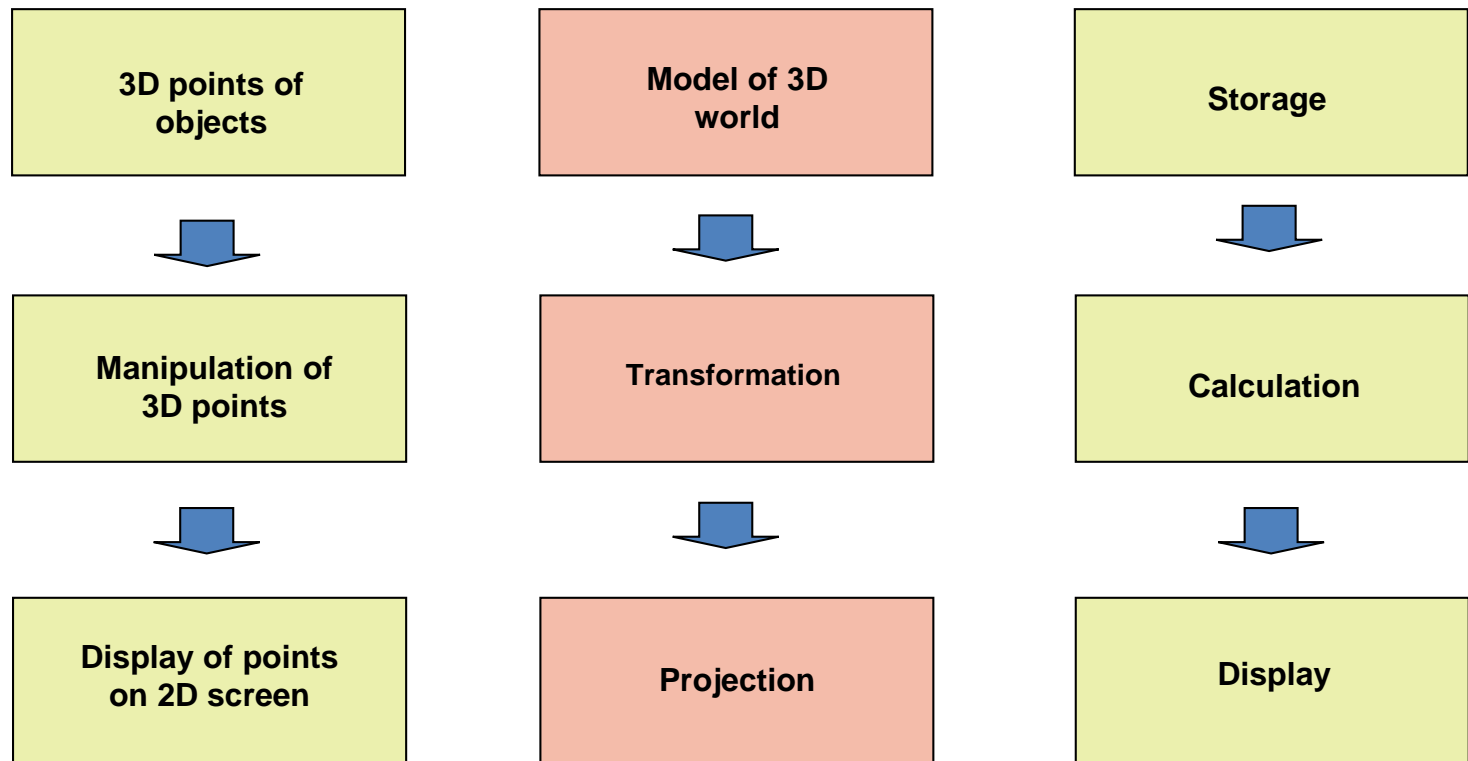 3D points of
objects
Model of 3D
world
Storage
Manipulation of
3D points
Transformation
Calculation
Display of points
on 2D screen
Projection
Display